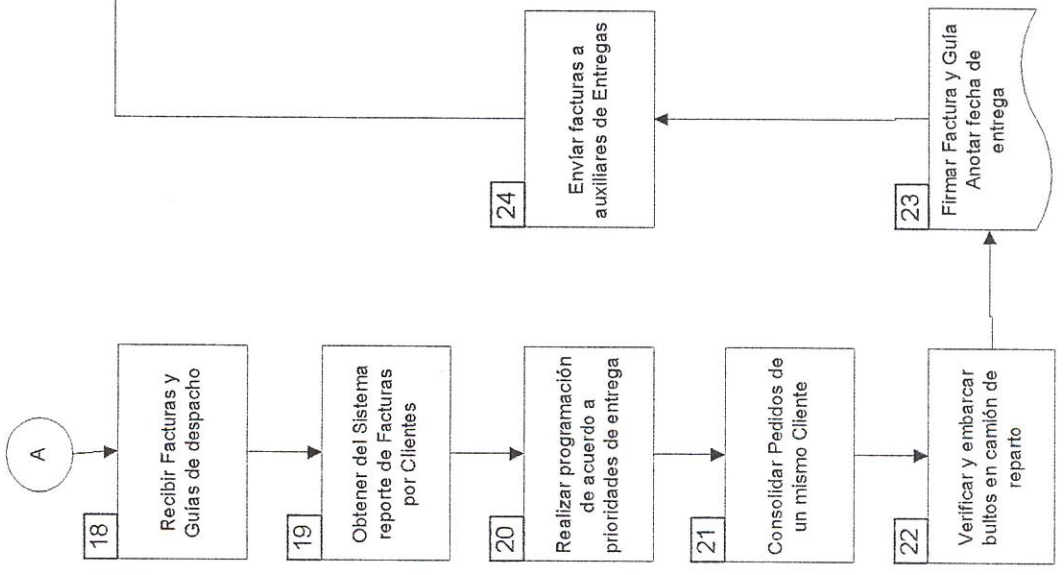 A
18
Recibir Facturas y
Guías de despacho
19
Obtener del Sistema
reporte de Facturas
por Clientes
20
Realizar programación
de acuerdo a
prioridades de entrega
21
Consolidar Pedidos de
un mismo Cliente
22
Verificar y embarcar
bultos en camión de
reparto
23
Firmar Factura y Guía
Anotar fecha de
entrega
24
Envíar facturas a
auxiliares de Entregas